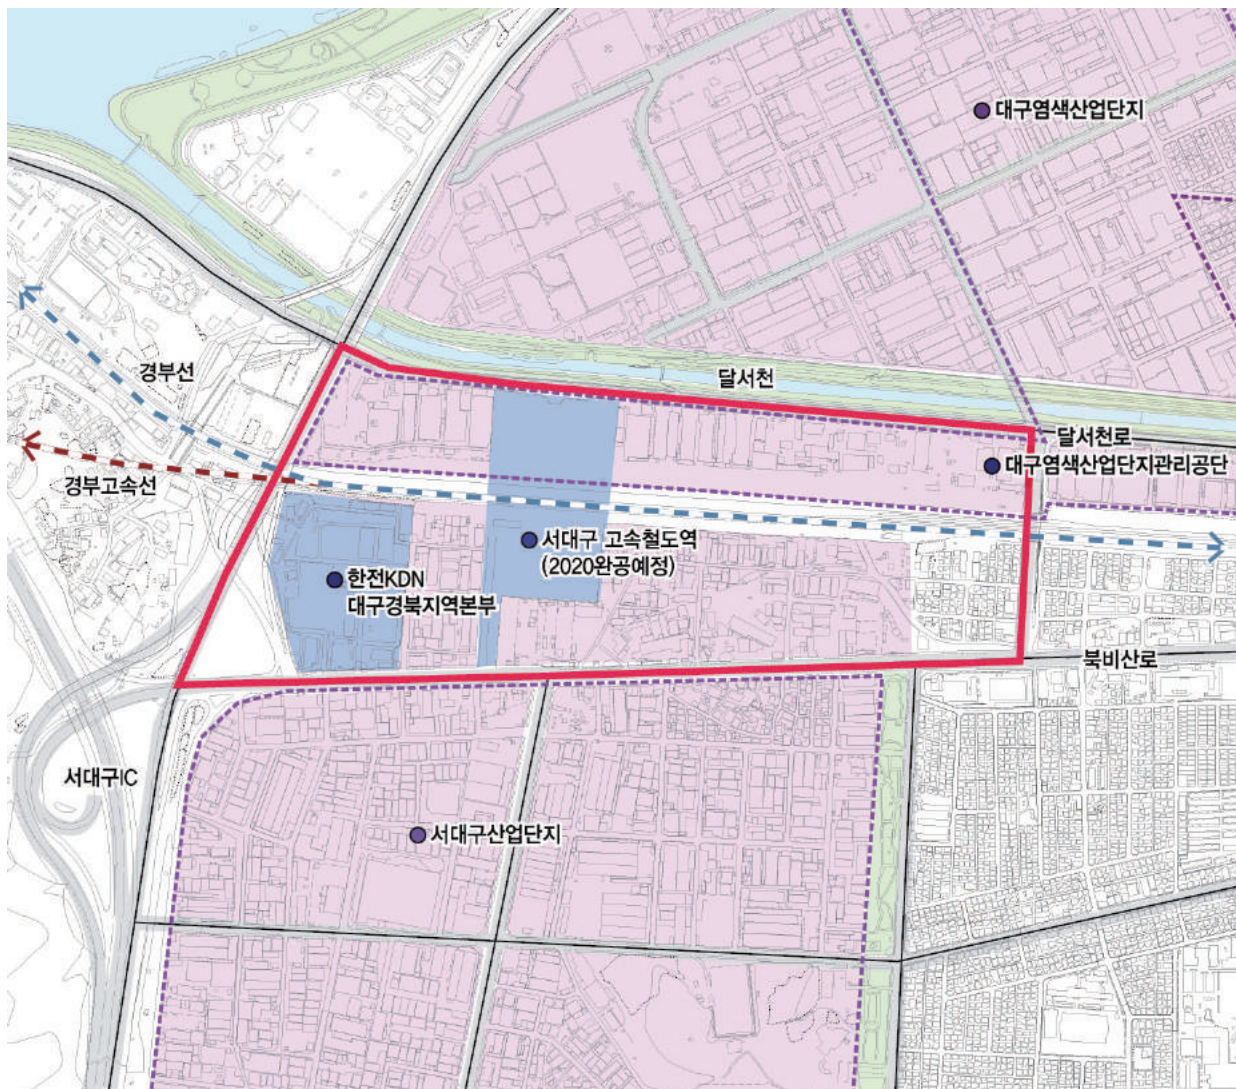 대구염색산업단지
경부선
달서천
달서천로
대구염색산업단지관리공단
경부고속선
서대구 고속철도역
(2020완공예정)
한전KDN
대구경북지역본부
북비산로
서대구IC
서대구산업단지